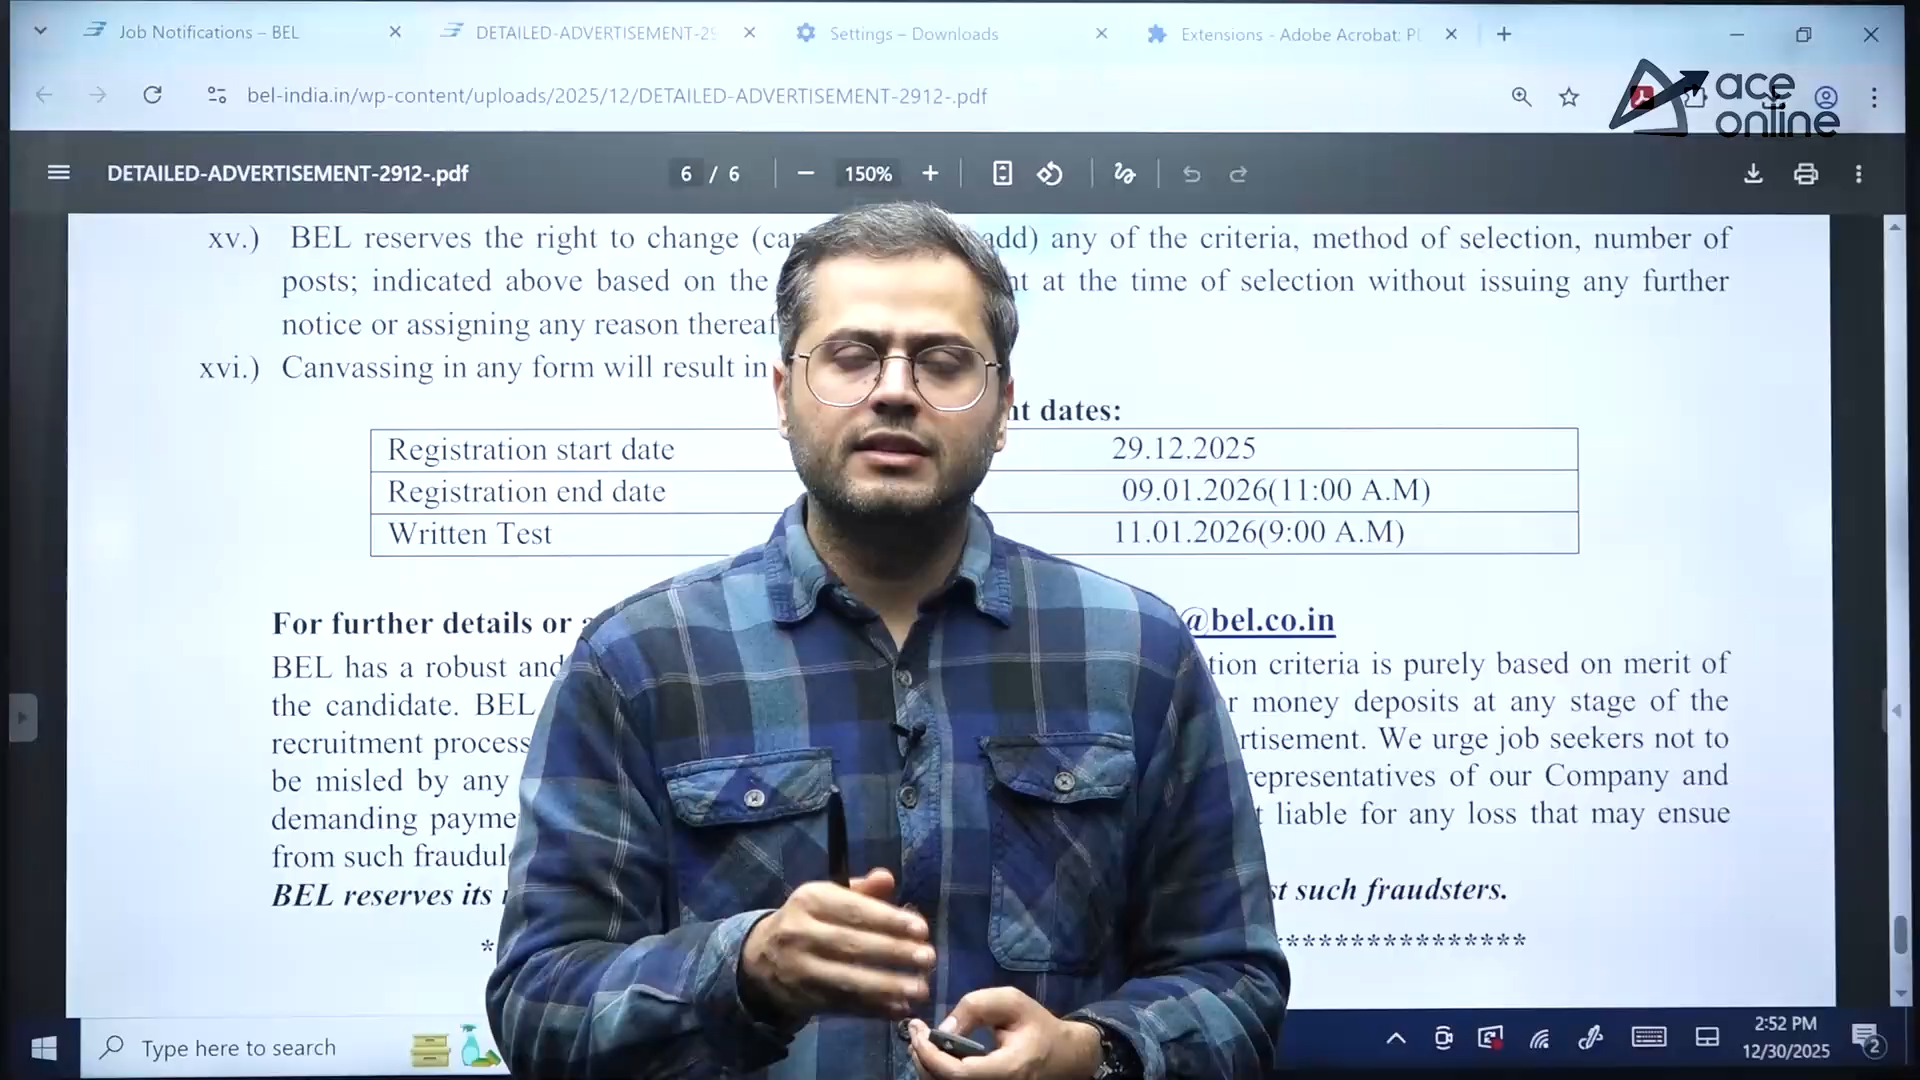 Job Notifications – BEL
DETAILED-ADVERTISEMENT-29
Settings – Downloads
Extensions - Adobe Acrobat: P
bel-india.in/wp-content/uploads/2025/12/DETAILED-ADVERTISEMENT-2912-.pdf
ace
online
DETAILED-ADVERTISEMENT-2912-.pdf
6 / 6
150%
xv.) BEL reserves the right to change add) any of the criteria, method of selection, number of
posts; indicated above based on the at the time of selection without issuing any further
notice or assigning any reason
xvi.) Canvassing in any form will result in
dates:
Registration start date 29.12.2025
Registration end date 09.01.2026(11:00 A.M)
Written Test 11.01.2026(9:00 A.M)
For further details or @bel.co.in
BEL has a robust and criteria is purely based on merit of
the candidate. BEL money deposits at any stage of the
recruitment process We urge job seekers not to
be misled by any representatives of our Company and
demanding liable for any loss that may ensue
from such
BEL reserves its such fraudsters.
Type here to search
2:52 PM
12/30/2025
2